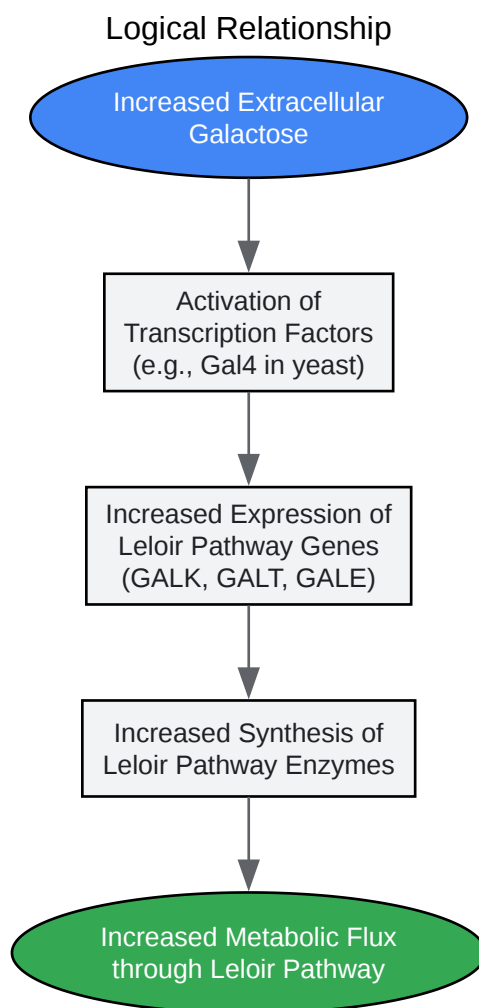 Logical Relationship
Increased Extracellular
Galactose
Activation of
Transcription Factors
(e.g., Gal4 in yeast)
Increased Expression of
Leloir Pathway Genes
(GALK, GALT, GALE)
Increased Synthesis of
Leloir Pathway Enzymes
Increased Metabolic Flux
through Leloir Pathway